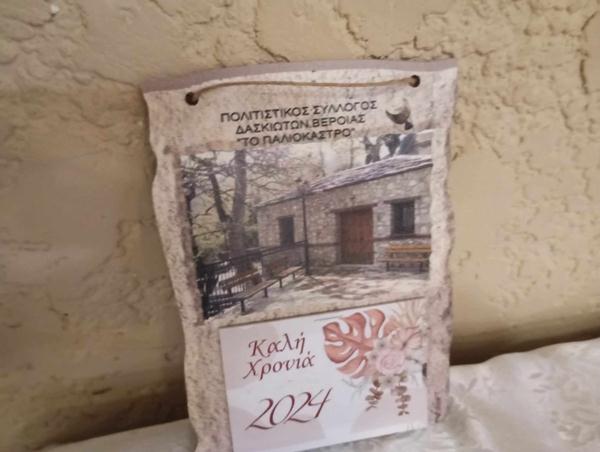 ΠΟΛΙΤΙΣΤΙΚΟΣ ΣΥΛΛΟΓΟΣ
ΔΑΣΚΙΩΤΩΝ ΒΕΡΟΙΑΣ
"ΤΟ ΠΑΛΙΟΚΑΣΤΡΟ"
Καλή
Χρονιά
2024